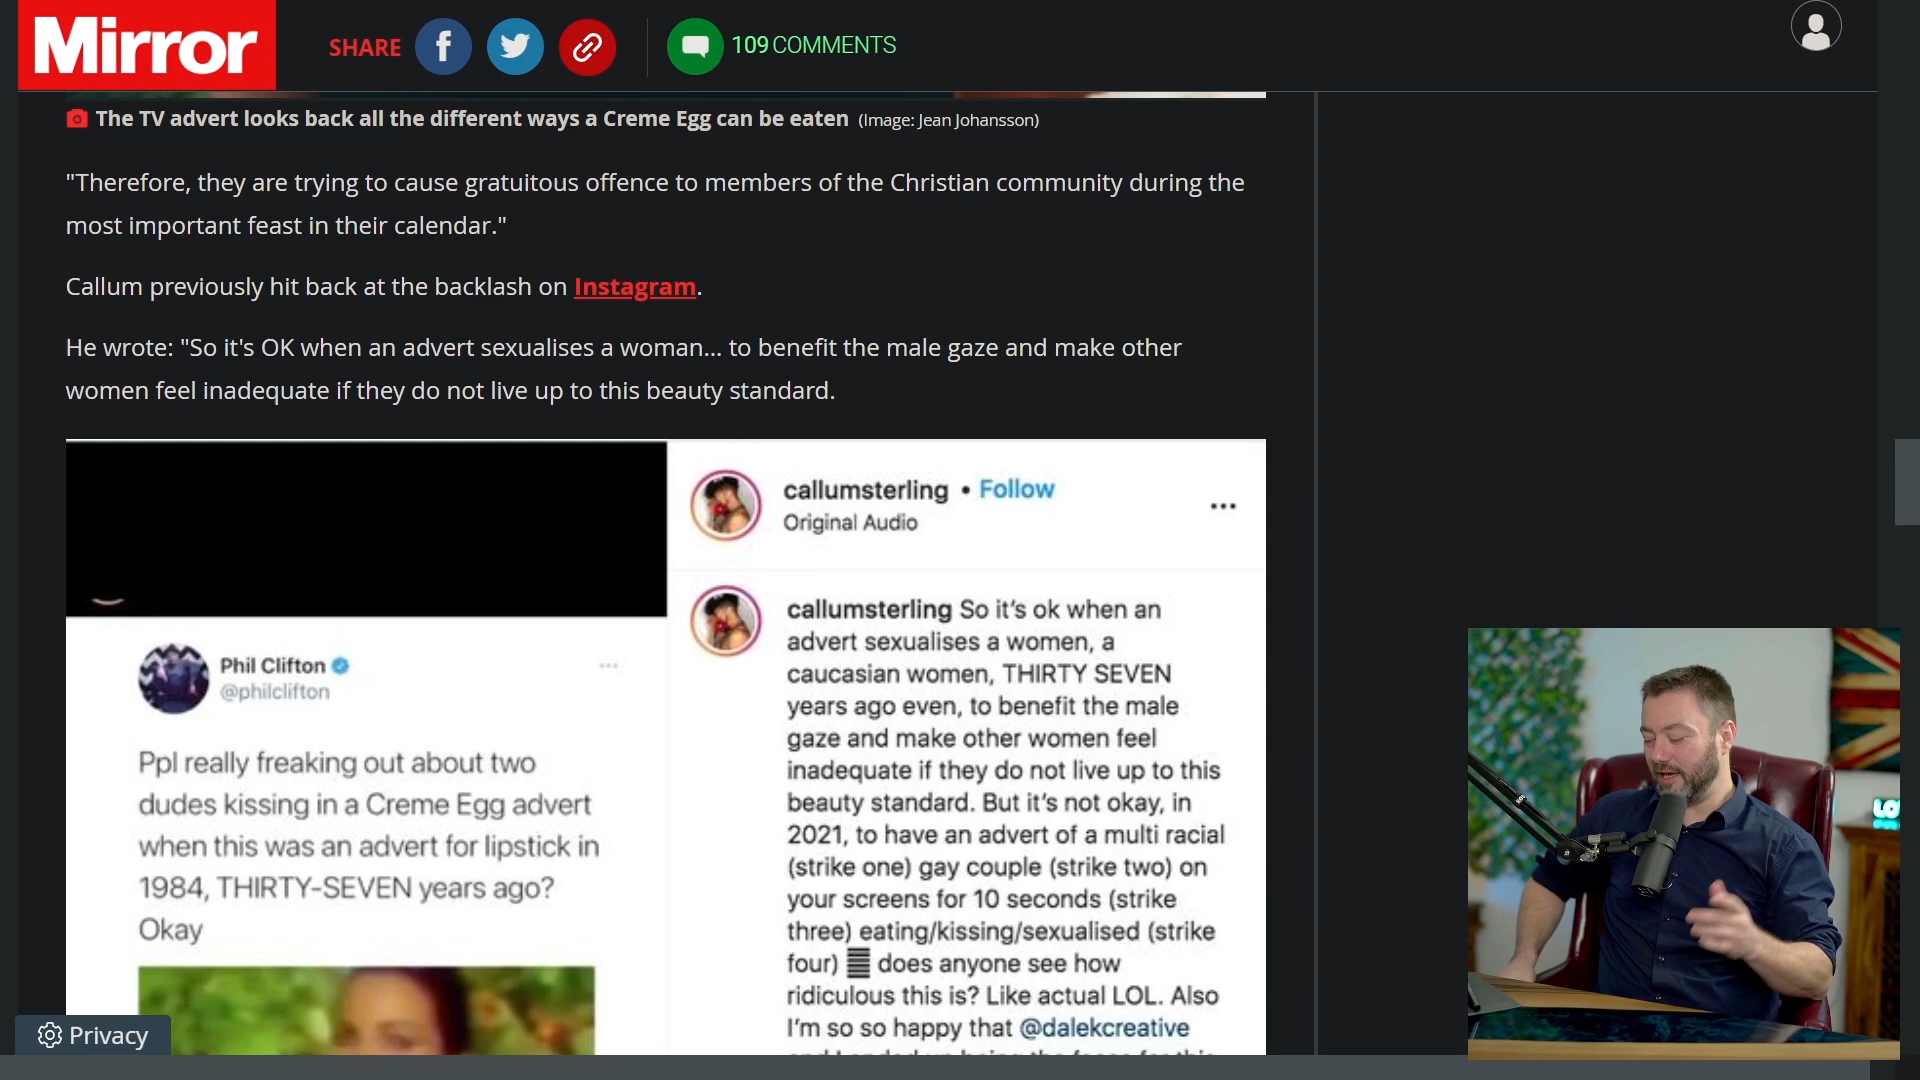 Mirror
SHARE
109 COMMENTS
The TV advert looks back all the different ways a Creme Egg can be eaten (Image: Jean Johansson)
"Therefore, they are trying to cause gratuitous offence to members of the Christian community during the
most important feast in their calendar."
Callum previously hit back at the backlash on Instagram.
He wrote: "So it's OK when an advert sexualises a woman... to benefit the male gaze and make other
women feel inadequate if they do not live up to this beauty standard.
Phil Clifton
@philclifton
Ppl really freaking out about two
dudes kissing in a Creme Egg advert
when this was an advert for lipstick in
1984, THIRTY-SEVEN years ago?
Okay
callumsterling • Follow
Original Audio
callumsterling So it's ok when an
advert sexualises a women, a
caucasian women, THIRTY SEVEN
years ago even, to benefit the male
gaze and make other women feel
inadequate if they do not live up to this
beauty standard. But it's not okay, in
2021, to have an advert of a multi racial
(strike one) gay couple (strike two) on
your screens for 10 seconds (strike
three) eating/kissing/sexualised (strike
four) does anyone see how
ridiculous this is? Like actual LOL. Also
I'm so so happy that @dalekcreative
Privacy